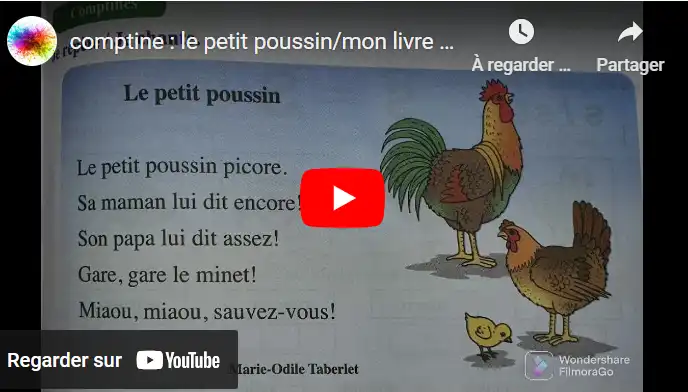 Comptines
comptine : le petit poussin/mon livre ...
À regarder ...
Partager
Le petit poussin
Le petit poussin picore.
Sa maman lui dit encore!
Son papa lui dit assez!
Gare, gare le minet!
Miaou, miaou, sauvez-vous!
Marie-Odile Taberlet
Regarder sur YouTube
Wondershare
FilmoraGo